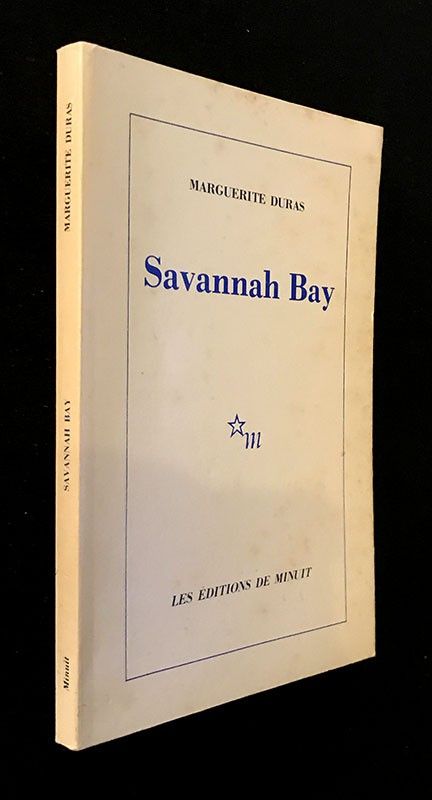 MARGUERITE DURAS
Savannah Bay
m
LES ÉDITIONS DE MINUIT
MARGUERITE DURAS
SAVANNAH BAY
Minuit